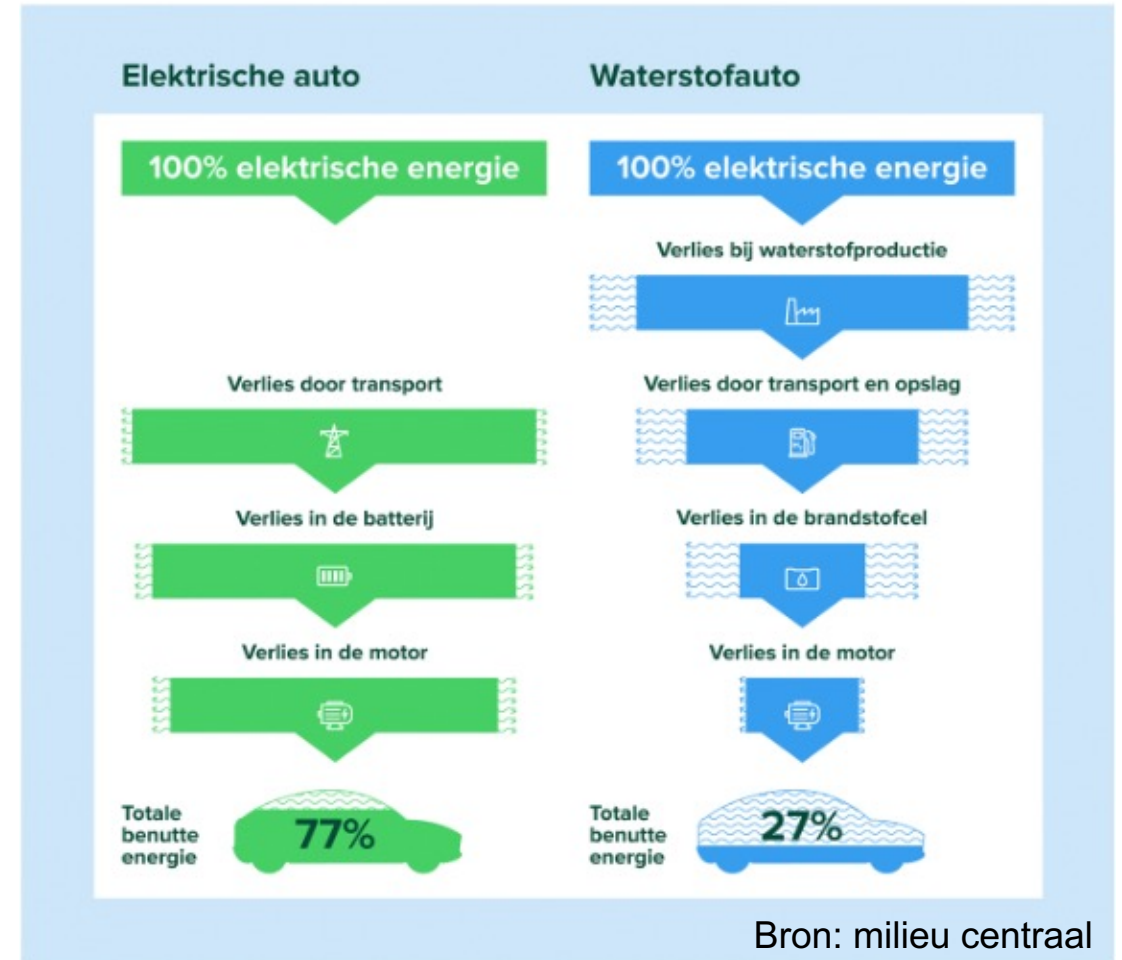 Elektrische auto
100% elektrische energie
Verlies door transport
Verlies in de batterij
Verlies in de motor
Totale
benutte
energie
77%
Waterstofauto
100% elektrische energie
Verlies bij waterstofproductie
Verlies door transport en opslag
Verlies in de brandstofcel
Verlies in de motor
Totale
benutte
energie
27%
Bron: milieu centraal